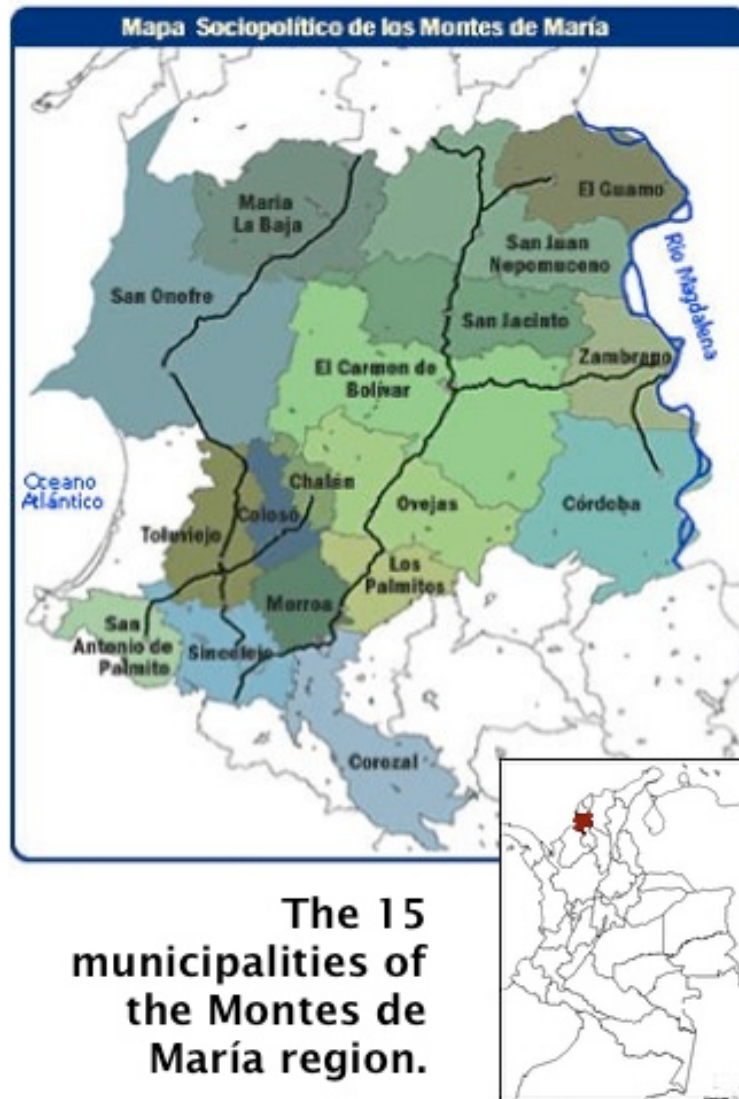 Mapa Sociopolítico de los Montes de María
El Guamo
Maria
La Baja
Río Magdalena
San Juan
Nepomuceno
San Onofre
San Jacinto
Zambrano
El Carmen de
Bolívar
Oceano
Atlántico
Chalán
Colosó
Ovejas
Córdoba
Toluviejo
Los
Palmitos
Morroa
San
Antonio de
Palmito
Sincelejo
Corozal
The 15
municipalities of
the Montes de
María region.